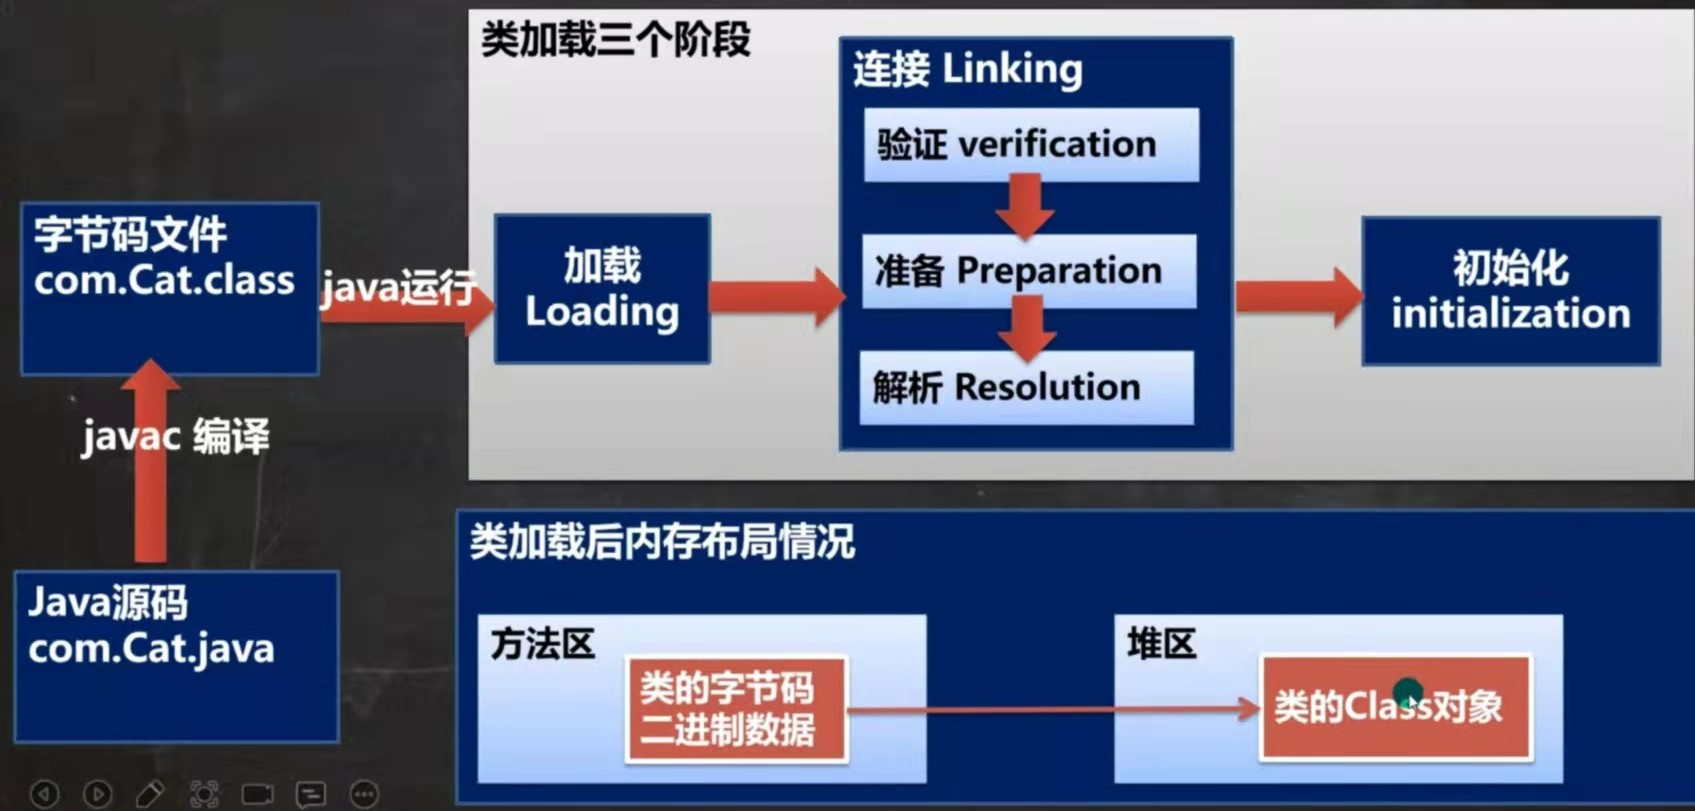 类加载三个阶段
连接 Linking
验证 verification
准备 Preparation
解析 Resolution
加载
Loading
初始化
initialization
字节码文件
com.Cat.class
java运行
javac 编译
Java源码
com.Cat.java
类加载后内存布局情况
方法区
类的字节码
二进制数据
堆区
类的Class对象